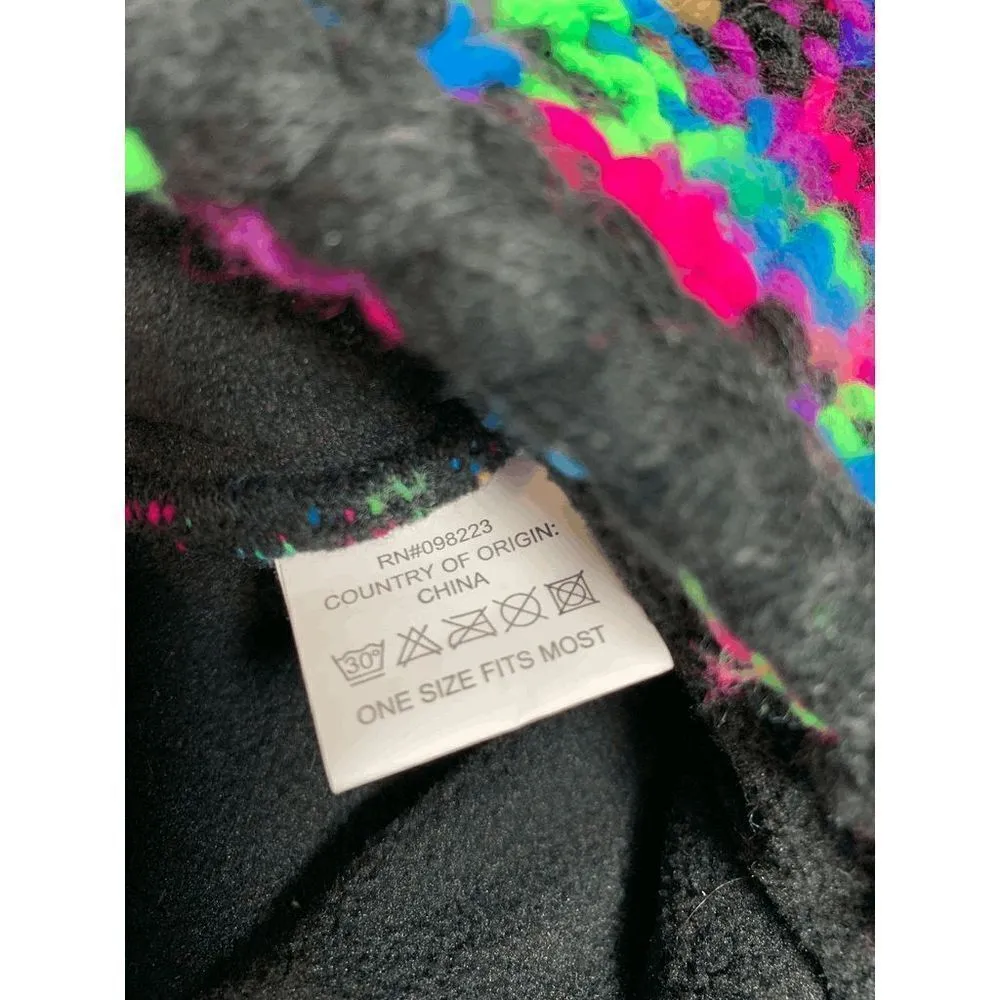 RN#098223
COUNTRY OF ORIGIN:
CHINA
30°
ONE SIZE FITS MOST